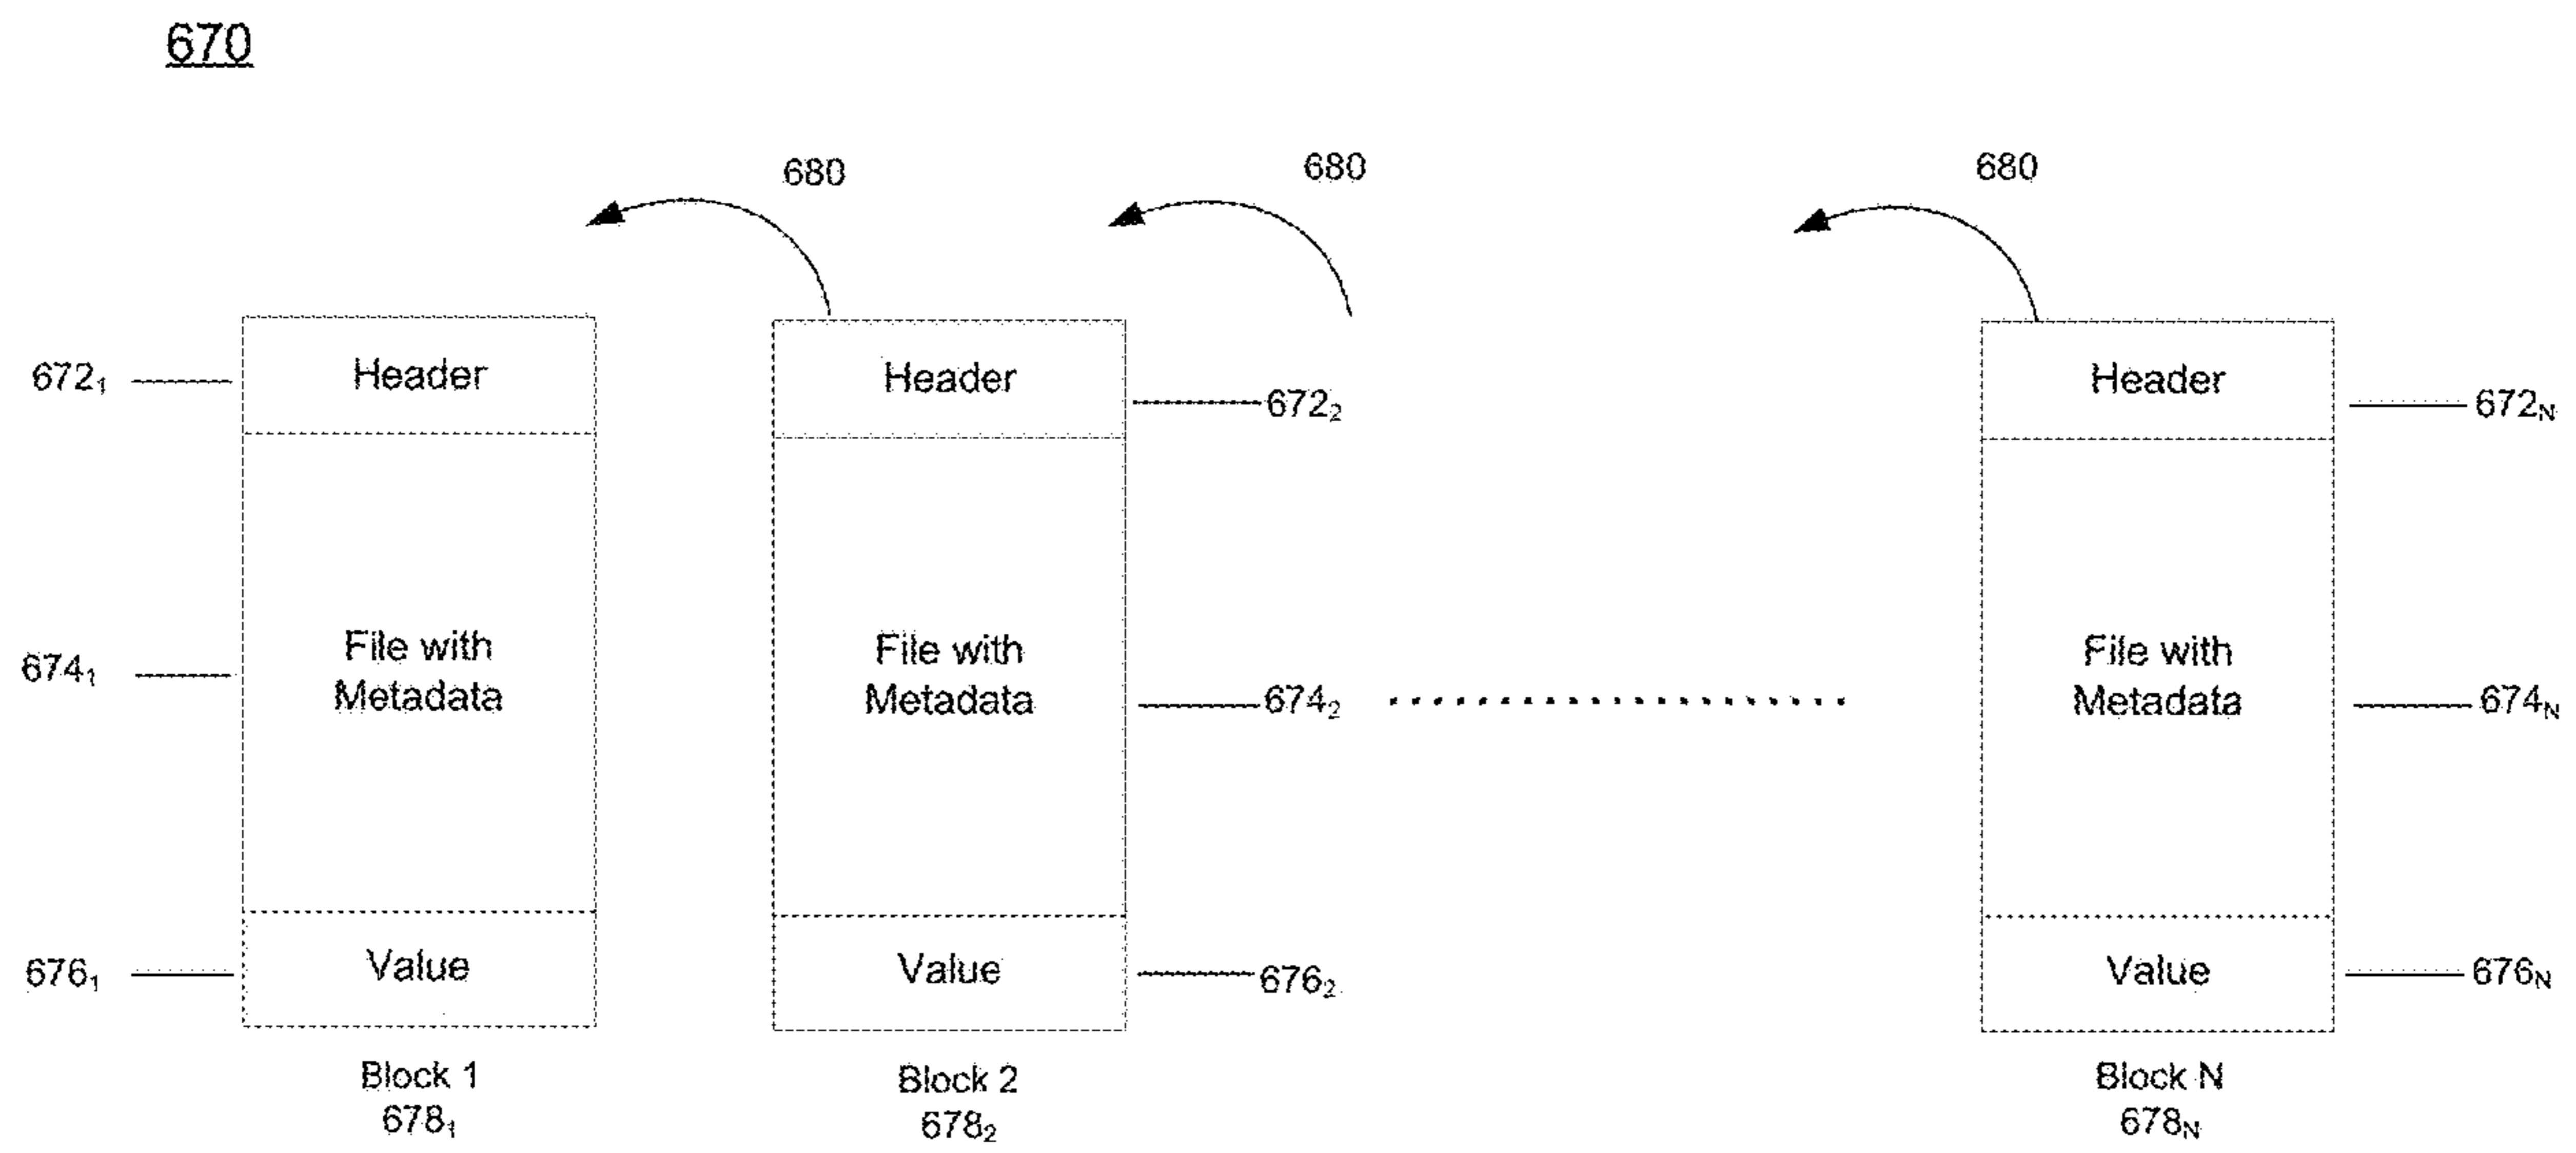 670
680
680
680
Header
Header
Header
672₁
672₂
672N
File with
Metadata
File with
Metadata
File with
Metadata
674₁
674₂
674N
Value
Value
Value
676₁
676₂
676N
Block 1
678₁
Block 2
678₂
Block N
678N